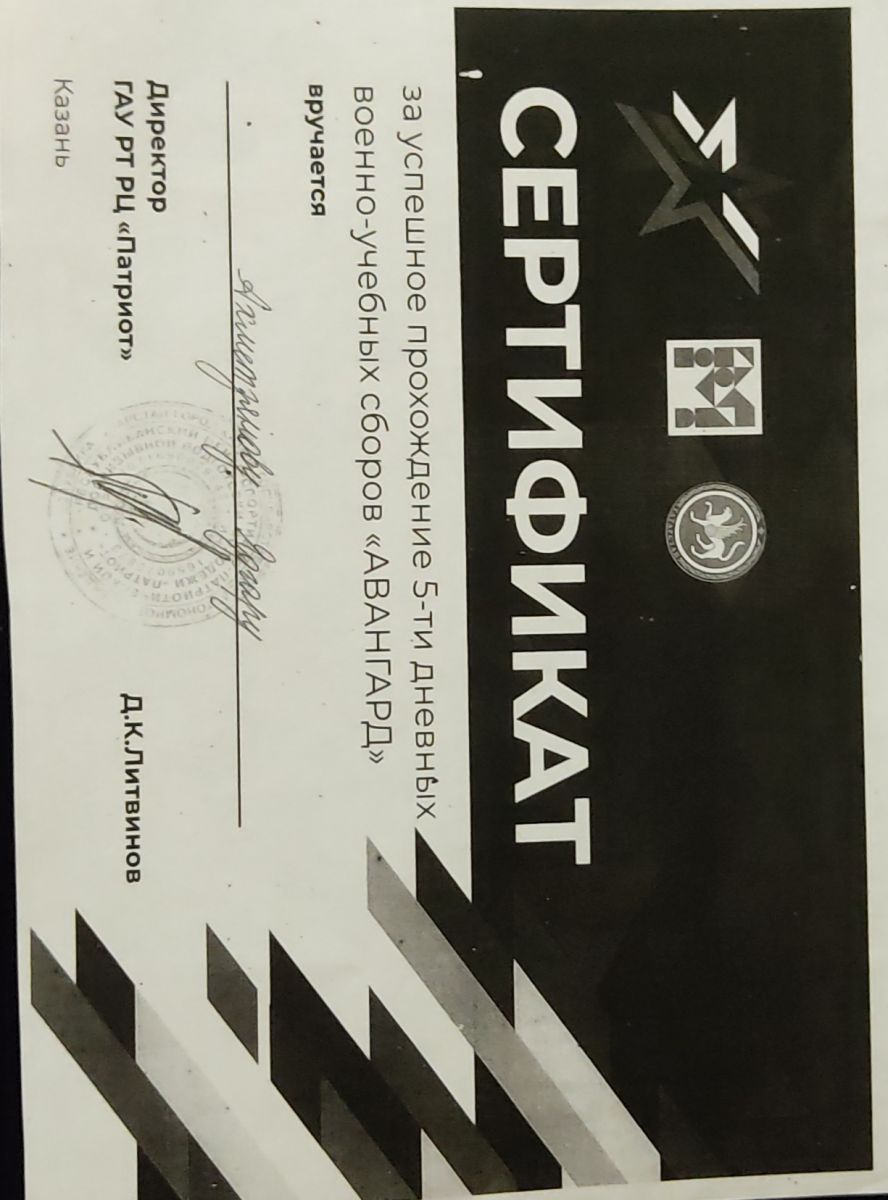 СЕРТИФИКАТ
за успешное прохождение 5-ти дневных
военно-учебных сборов «АВАНГАРД»
вручается
Директор
ГАУ РТ РЦ «Патриот»
Д.К.Литвинов
Казань